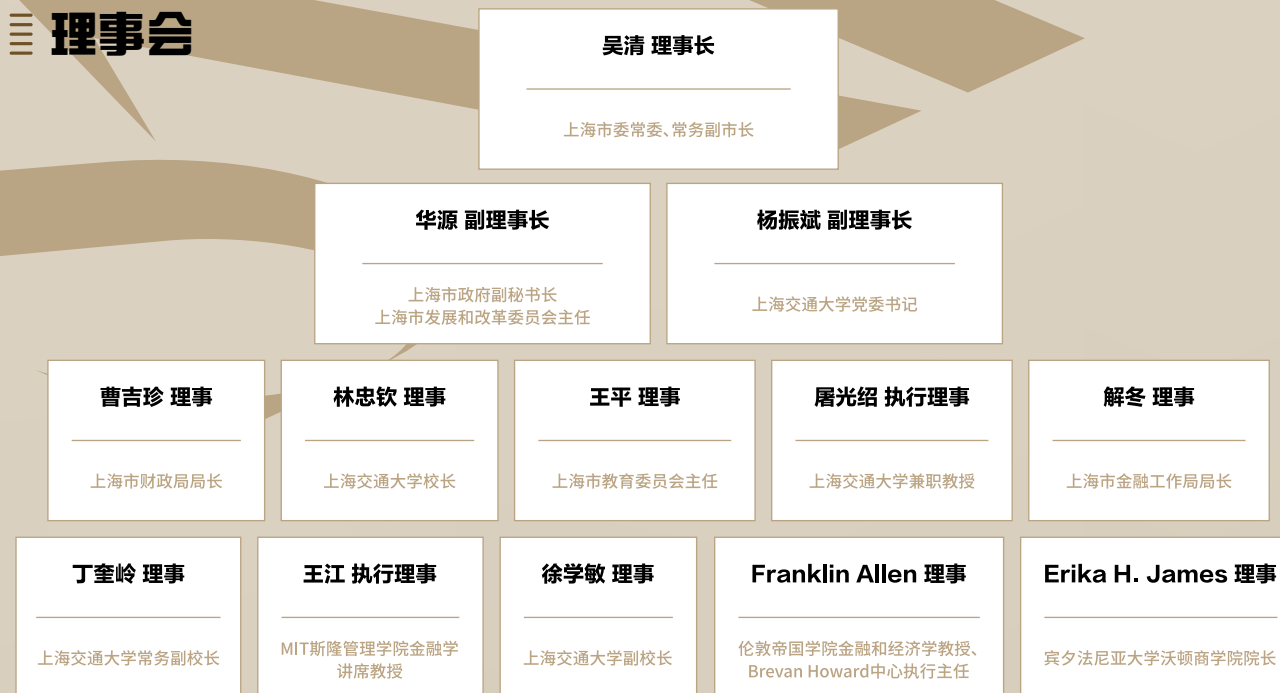 理事会
吴清 理事长
上海市委常委、常务副市长
华源 副理事长
上海市政府副秘书长
上海市发展和改革委员会主任
杨振斌 副理事长
上海交通大学党委书记
曹吉珍 理事
上海市财政局局长
林忠钦 理事
上海交通大学校长
王平 理事
上海市教育委员会主任
屠光绍 执行理事
上海交通大学兼职教授
解冬 理事
上海市金融工作局局长
丁奎岭 理事
上海交通大学常务副校长
王江 执行理事
MIT斯隆管理学院金融学
讲席教授
徐学敏 理事
上海交通大学副校长
Franklin Allen 理事
伦敦帝国学院金融和经济学教授、
Brevan Howard中心执行主任
Erika H. James 理事
宾夕法尼亚大学沃顿商学院院长